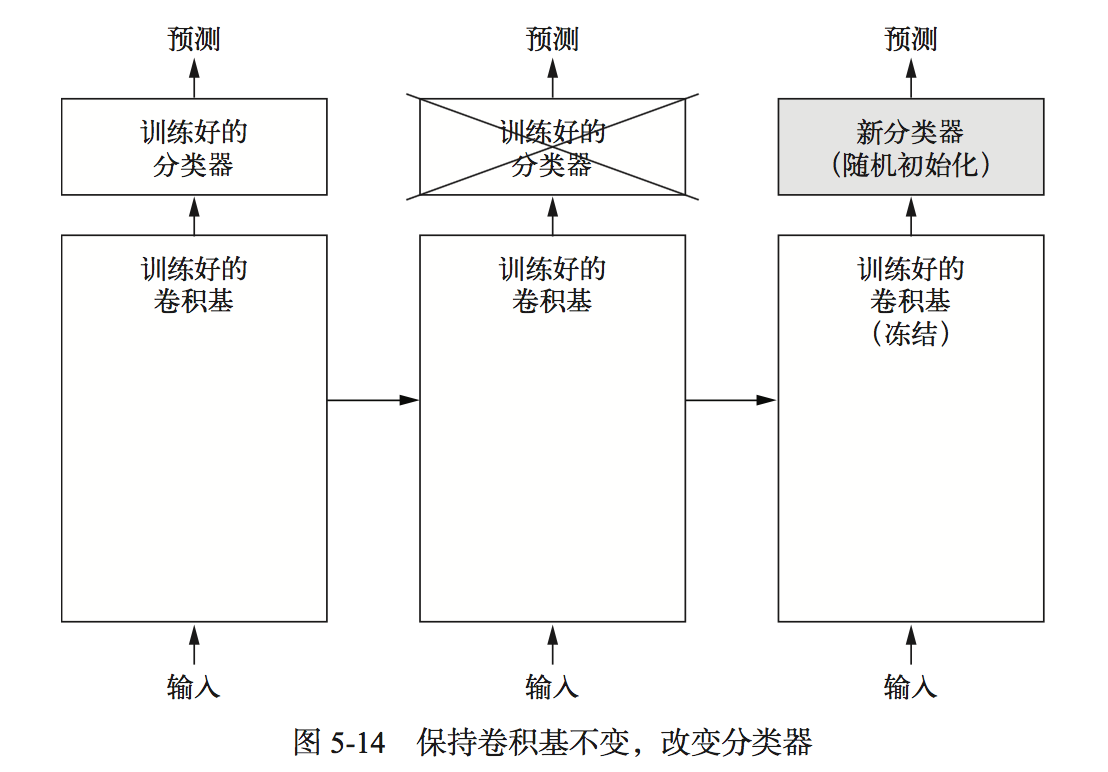 预测
预测
预测
训练好的
分类器
训练好的
分类器
新分类器
（随机初始化）
训练好的
卷积基
训练好的
卷积基
训练好的
卷积基
（冻结）
输入
输入
输入
图 5-14　保持卷积基不变，改变分类器